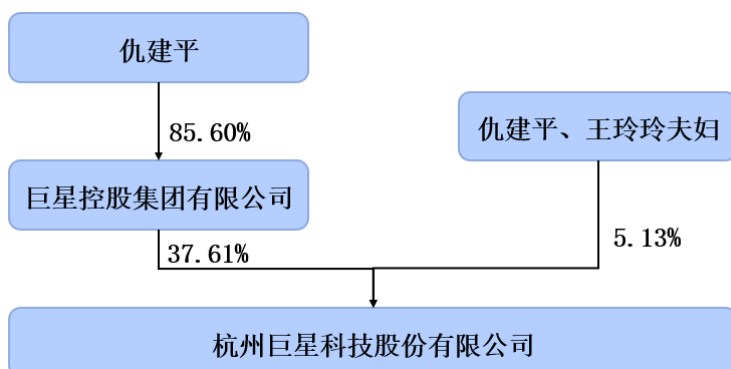 仇建平
85.60%
仇建平、王玲玲夫妇
巨星控股集团有限公司
37.61%
5.13%
杭州巨星科技股份有限公司